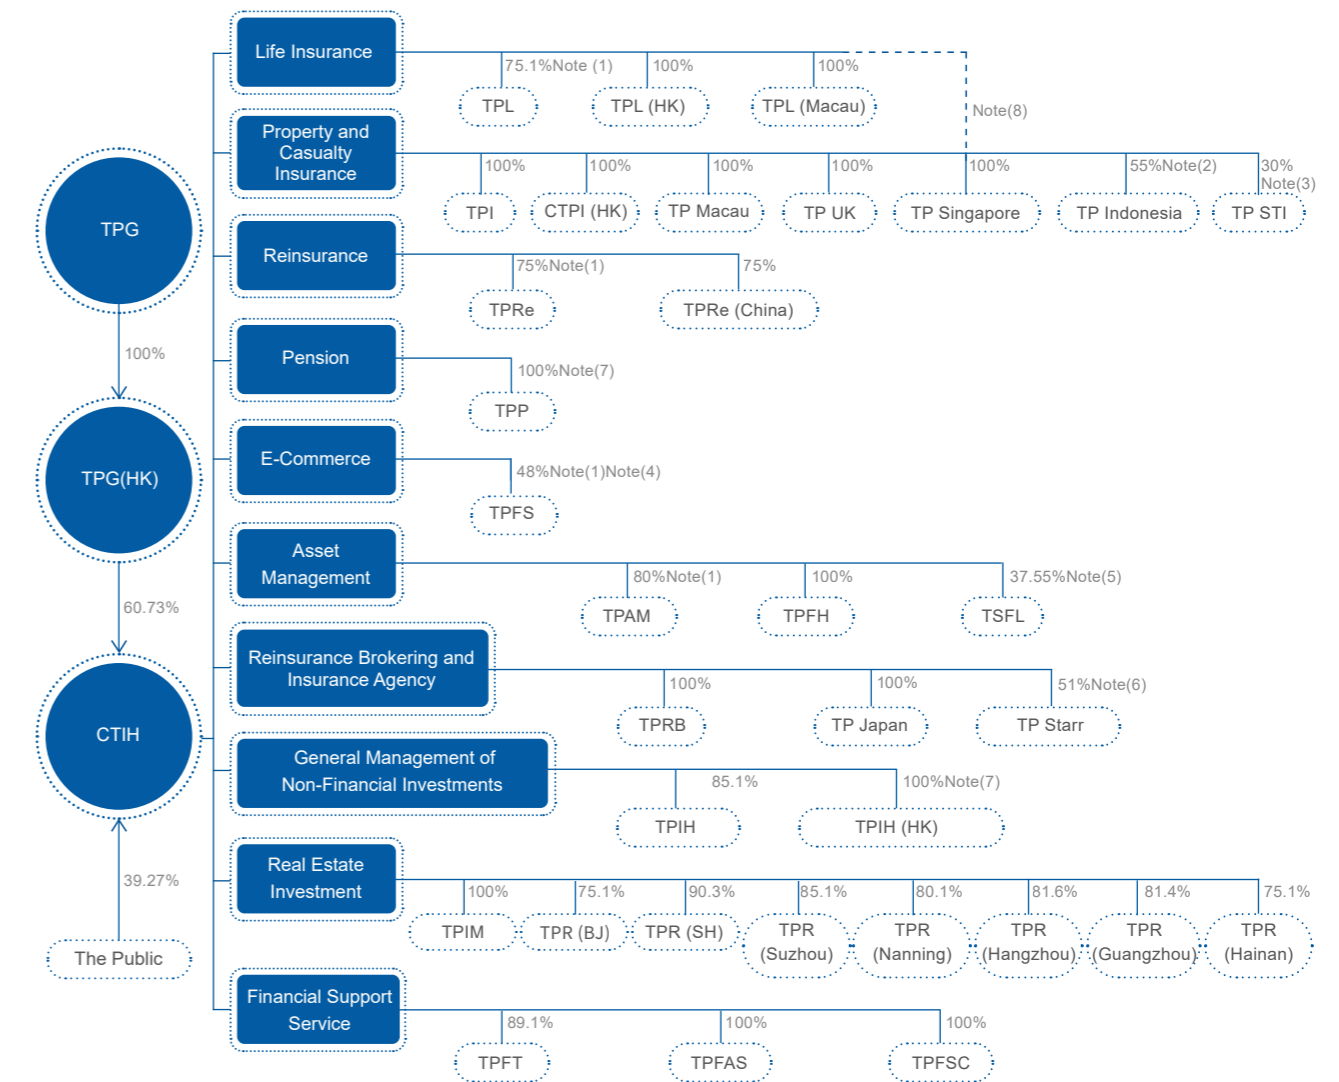 TPG
100%
TPG(HK)
60.73%
CTIH
39.27%
The Public
Life Insurance
75.1%Note (1)
100%
100%
TPL
TPL (HK)
TPL (Macau)
Note(8)
Property and
Casualty
Insurance
100%
100%
100%
100%
100%
55%Note(2)
30%
Note(3)
TPI
CTPI (HK)
TP Macau
TP UK
TP Singapore
TP Indonesia
TP STI
Reinsurance
75%Note(1)
75%
TPRe
TPRe (China)
Pension
100%Note(7)
TPP
E-Commerce
48%Note(1)Note(4)
TPFS
Asset
Management
80%Note(1)
100%
37.55%Note(5)
TPAM
TPFH
TSFL
Reinsurance Brokering and
Insurance Agency
100%
100%
51%Note(6)
TPRB
TP Japan
TP Starr
General Management of
Non-Financial Investments
85.1%
100%Note(7)
TPIH
TPIH (HK)
Real Estate
Investment
100%
75.1%
90.3%
85.1%
80.1%
81.6%
81.4%
75.1%
TPIM
TPR (BJ)
TPR (SH)
TPR
(Suzhou)
TPR
(Nanning)
TPR
(Hangzhou)
TPR
(Guangzhou)
TPR
(Hainan)
Financial Support
Service
89.1%
100%
100%
TPFT
TPFAS
TPFSC